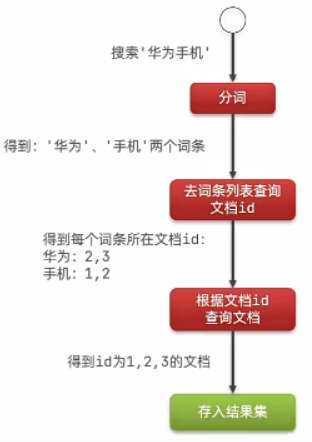 搜索'华为手机'
分词
得到：'华为'、'手机'两个词条
去词条列表查询
文档id
得到每个词条所在文档id：
华为：2,3
手机：1,2
根据文档id
查询文档
得到id为1,2,3的文档
存入结果集